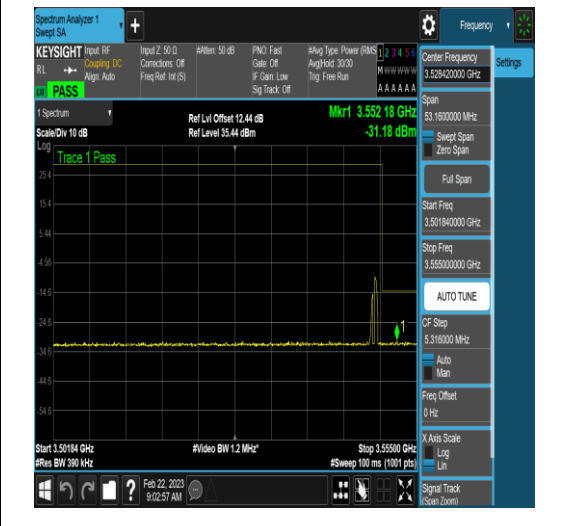 Spectrum Analyzer 1
Swept SA
Frequency
KEYSIGHT
Input: RF
Coupling: DC
Align: Auto
Input Z: 50 Ω
Corrections: Off
Freq Ref: Int (S)
#Atten: 50 dB
PNO: Fast
Gate: Off
IF Gain: Low
Sig Track: Off
#Avg Type: Power (RMS
Avg|Hold: 30/30
Trig: Free Run
1 2 3 4 5 6
M w w w w w
A A A A A A
RL
PASS
1 Spectrum
Scale/Div 10 dB
Ref Lvl Offset 12.44 dB
Ref Level 35.44 dBm
Mkr1 3.552 18 GHz
-31.18 dBm
Log
Trace 1 Pass
25.4
15.4
5.44
-4.56
-14.6
-24.6
-34.6
-44.6
-54.6
1
Start 3.50184 GHz
#Res BW 390 kHz
#Video BW 1.2 MHz*
Stop 3.55500 GHz
#Sweep 100 ms (1001 pts)
Feb 22, 2023
9:02:57 AM
Center Frequency
3.528420000 GHz
Settings
Span
53.1600000 MHz
Swept Span
Zero Span
Full Span
Start Freq
3.501840000 GHz
Stop Freq
3.555000000 GHz
AUTO TUNE
CF Step
5.316000 MHz
Auto
Man
Freq Offset
0 Hz
X Axis Scale
Log
Lin
Signal Track
(Span Zoom)